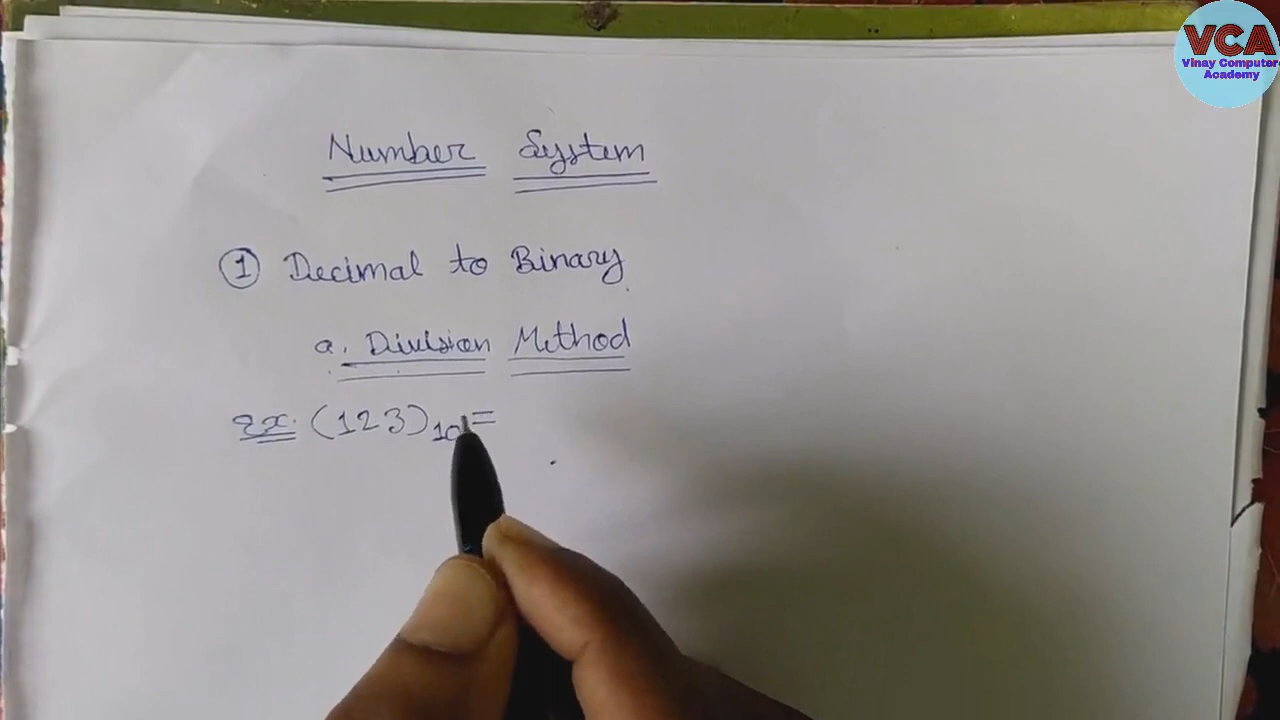 VCA
Vinay Computer
Academy
Number System
① Decimal to Binary
a. Division Method
Ex. (123)10=